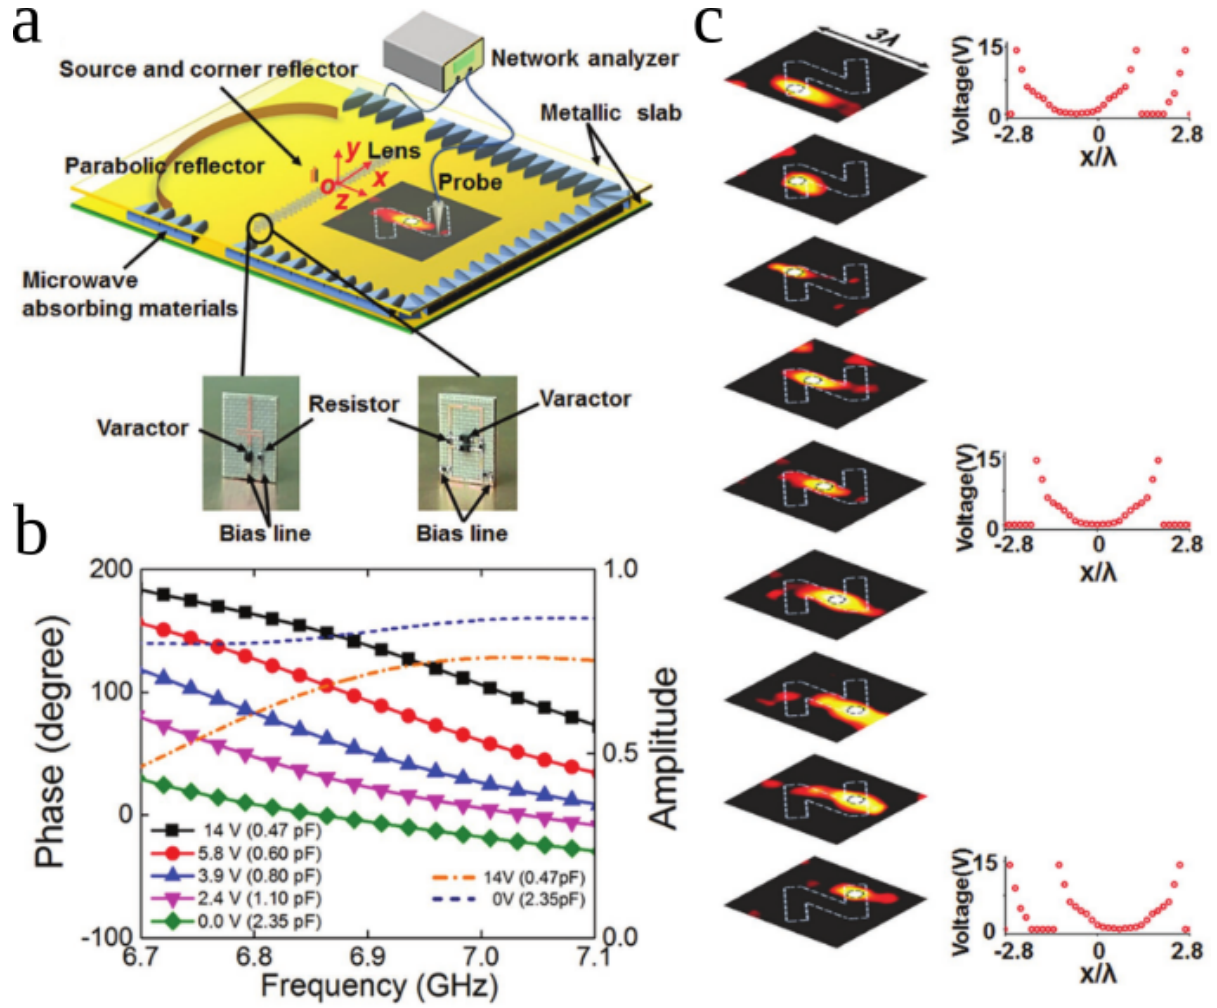 a
Network analyzer
Source and corner reflector
Metallic slab
Parabolic reflector
y
Lens
o
x
z
Probe
Microwave
absorbing materials
Varactor
Resistor
Varactor
Bias line
Bias line
b
Phase (degree)
200
100
0
-100
1.0
0.5
0.0
Amplitude
14 V (0.47 pF)
5.8 V (0.60 pF)
3.9 V (0.80 pF)
2.4 V (1.10 pF)
0.0 V (2.35 pF)
14V (0.47pF)
0V (2.35pF)
6.7 6.8 6.9 7.0 7.1
Frequency (GHz)
c
3λ
Voltage(V)
15
0
-2.8 0 2.8
x/λ
Voltage(V)
15
0
-2.8 0 2.8
x/λ
Voltage(V)
15
0
-2.8 0 2.8
x/λ